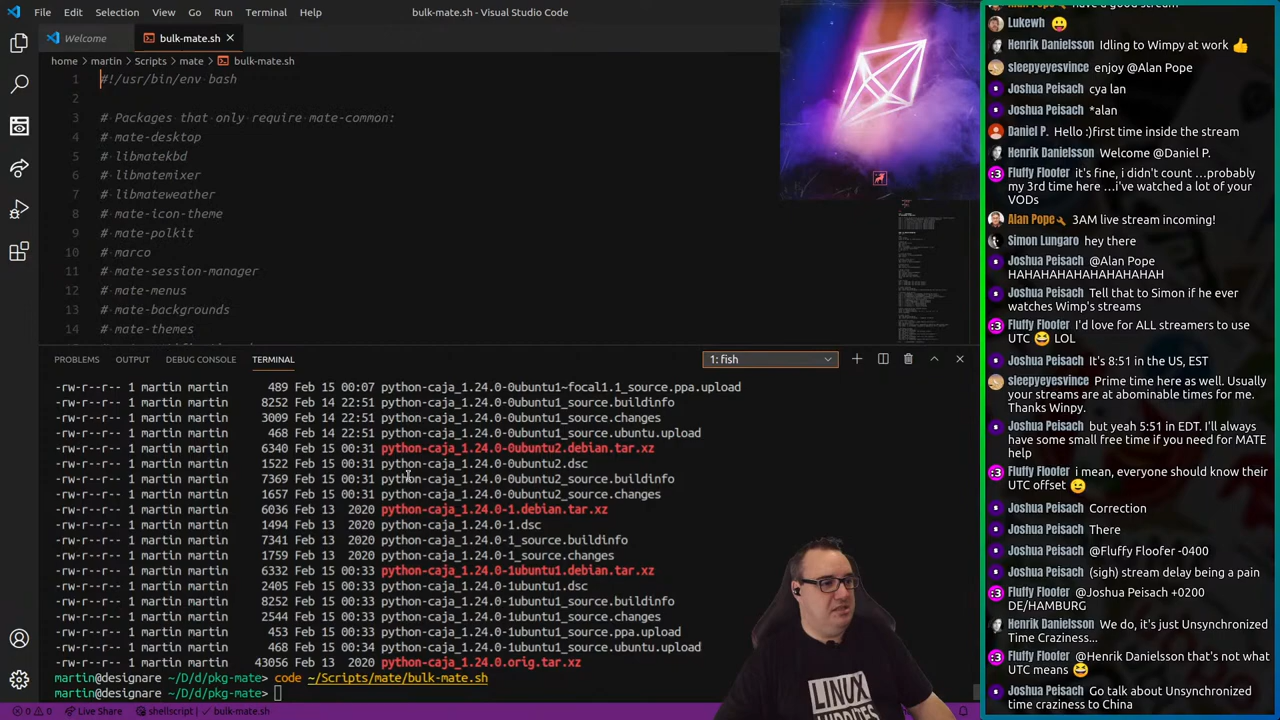 File Edit Selection View Go Run Terminal Help
bulk-mate.sh - Visual Studio Code
Welcome
bulk-mate.sh
home > martin > Scripts > mate > bulk-mate.sh
1 #!/usr/bin/env bash
2
3 # Packages that only require mate-common:
4 # mate-desktop
5 # libmatekbd
6 # libmatemixer
7 # libmateweather
8 # mate-icon-theme
9 # mate-polkit
10 # marco
11 # mate-session-manager
12 # mate-menus
13 # mate-backgrounds
14 # mate-themes
PROBLEMS OUTPUT DEBUG CONSOLE TERMINAL
1: fish
-rw-r--r-- 1 martin martin 489 Feb 15 00:07 python-caja_1.24.0-0ubuntu1~focal1.1_source.ppa.upload
-rw-r--r-- 1 martin martin 8252 Feb 14 22:51 python-caja_1.24.0-0ubuntu1_source.buildinfo
-rw-r--r-- 1 martin martin 3009 Feb 14 22:51 python-caja_1.24.0-0ubuntu1_source.changes
-rw-r--r-- 1 martin martin 468 Feb 14 22:51 python-caja_1.24.0-0ubuntu1_source.ubuntu.upload
-rw-r--r-- 1 martin martin 6340 Feb 15 00:31 python-caja_1.24.0-0ubuntu2.debian.tar.xz
-rw-r--r-- 1 martin martin 1522 Feb 15 00:31 python-caja_1.24.0-0ubuntu2.dsc
-rw-r--r-- 1 martin martin 7369 Feb 15 00:31 python-caja_1.24.0-0ubuntu2_source.buildinfo
-rw-r--r-- 1 martin martin 1657 Feb 15 00:31 python-caja_1.24.0-0ubuntu2_source.changes
-rw-r--r-- 1 martin martin 6036 Feb 13 2020 python-caja_1.24.0-1.debian.tar.xz
-rw-r--r-- 1 martin martin 1494 Feb 13 2020 python-caja_1.24.0-1.dsc
-rw-r--r-- 1 martin martin 7341 Feb 13 2020 python-caja_1.24.0-1_source.buildinfo
-rw-r--r-- 1 martin martin 1759 Feb 13 2020 python-caja_1.24.0-1_source.changes
-rw-r--r-- 1 martin martin 6332 Feb 15 00:33 python-caja_1.24.0-1ubuntu1.debian.tar.xz
-rw-r--r-- 1 martin martin 2405 Feb 15 00:33 python-caja_1.24.0-1ubuntu1.dsc
-rw-r--r-- 1 martin martin 8252 Feb 15 00:33 python-caja_1.24.0-1ubuntu1_source.buildinfo
-rw-r--r-- 1 martin martin 2544 Feb 15 00:33 python-caja_1.24.0-1ubuntu1_source.changes
-rw-r--r-- 1 martin martin 453 Feb 15 00:33 python-caja_1.24.0-1ubuntu1_source.ppa.upload
-rw-r--r-- 1 martin martin 468 Feb 15 00:34 python-caja_1.24.0-1ubuntu1_source.ubuntu.upload
-rw-r--r-- 1 martin martin 43056 Feb 13 2020 python-caja_1.24.0.orig.tar.xz
martin@designare ~/D/d/pkg-mate> code ~/Scripts/mate/bulk-mate.sh
martin@designare ~/D/d/pkg-mate>
0 0 Live Share shellscript bulk-mate.sh
LINUX
Alan Pope have a good stream
Lukewh 😛
Henrik Danielsson Idling to Wimpy at work 👍
sleepyeyesvince enjoy @Alan Pope
Joshua Peisach cya lan
Joshua Peisach *alan
Daniel P. Hello :)first time inside the stream
Henrik Danielsson Welcome @Daniel P.
Fluffy Floofer it's fine, i didn't count …probably
my 3rd time here …i've watched a lot of your
VODs
Alan Pope 3AM live stream incoming!
Simon Lungaro hey there
Joshua Peisach @Alan Pope
HAHAHAHAHAHAHAHAH
Joshua Peisach Tell that to Simon if he ever
watches Wimp's streams
Fluffy Floofer I'd love for ALL streamers to use
UTC 😆 LOL
Joshua Peisach It's 8:51 in the US, EST
sleepyeyesvince Prime time here as well. Usually
your streams are at abominable times for me.
Thanks Winpy.
Joshua Peisach but yeah 5:51 in EDT. I'll always
have some small free time if you need for MATE
help
Fluffy Floofer i mean, everyone should know their
UTC offset 😉
Joshua Peisach Correction
Joshua Peisach There
Joshua Peisach @Fluffy Floofer -0400
Joshua Peisach (sigh) stream delay being a pain
Fluffy Floofer @Joshua Peisach +0200
DE/HAMBURG
Henrik Danielsson We do, it's just Unsynchronized
Time Craziness...
Fluffy Floofer @Henrik Danielsson that's not what
UTC means 😆
Joshua Peisach Go talk about Unsynchronized
time craziness to China